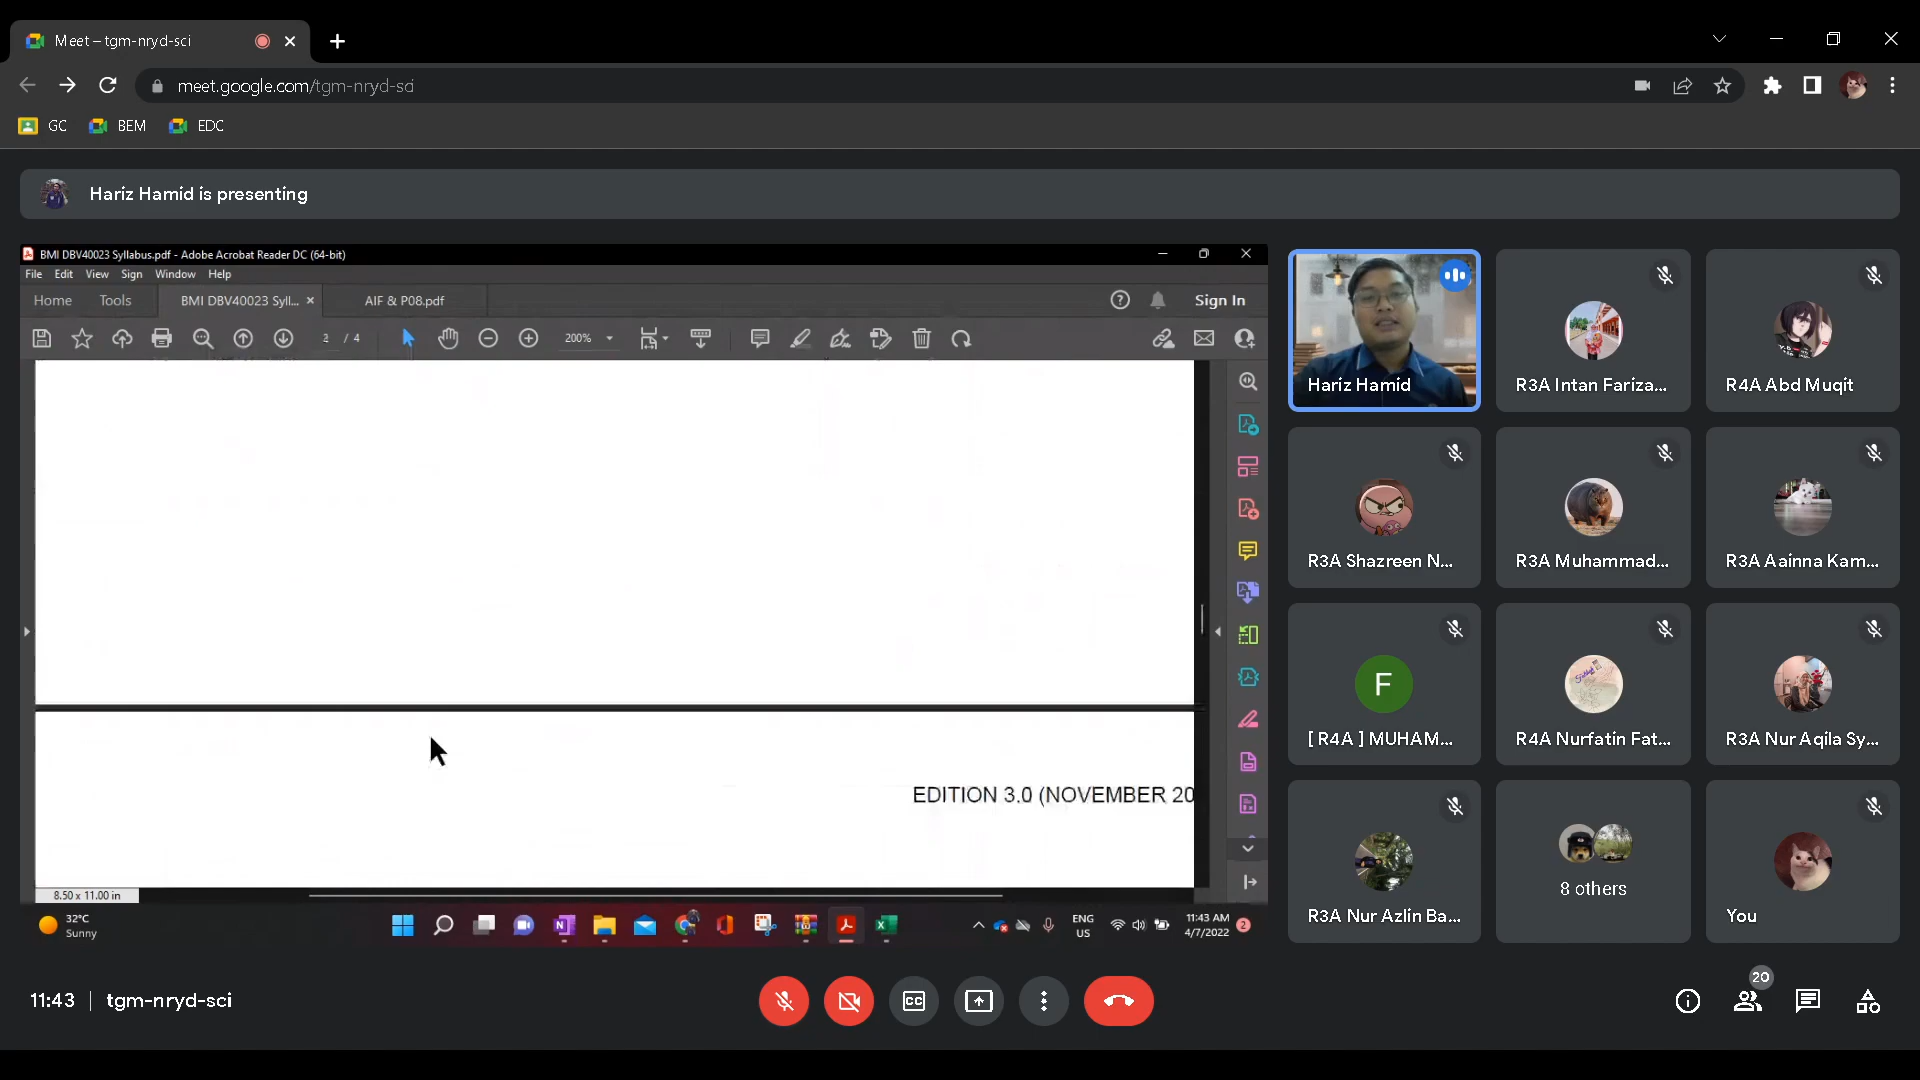 Meet – tgm-nryd-sci
meet.google.com/tgm-nryd-sci
GC BEM EDC
Hariz Hamid is presenting
BMI DBV40023 Syllabus.pdf - Adobe Acrobat Reader DC (64-bit)
File Edit View Sign Window Help
Home Tools BMI DBV40023 Syll... AIF & P08.pdf Sign In
/ 4 200%
EDITION 3.0 (NOVEMBER 20
8.50 x 11.00 in
32°C
Sunny
ENG
US
11:43 AM
4/7/2022
2
Hariz Hamid
R3A Intan Fariza...
R4A Abd Muqit
R3A Shazreen N...
R3A Muhammad...
R3A Aainna Kam...
F
[ R4A ] MUHAM...
R4A Nurfatin Fat...
R3A Nur Aqila Sy...
R3A Nur Azlin Ba...
8 others
You
11:43 | tgm-nryd-sci
CC
20